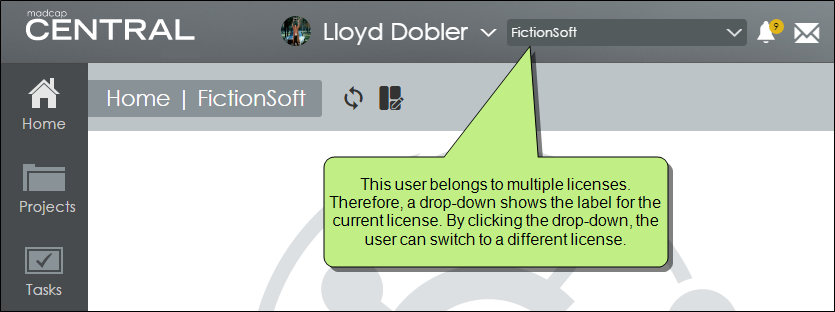 madcap
CENTRAL
Lloyd Dobler
FictionSoft
9
Home | FictionSoft
Home
Projects
Tasks
This user belongs to multiple licenses.
Therefore, a drop-down shows the label for the
current license. By clicking the drop-down, the
user can switch to a different license.